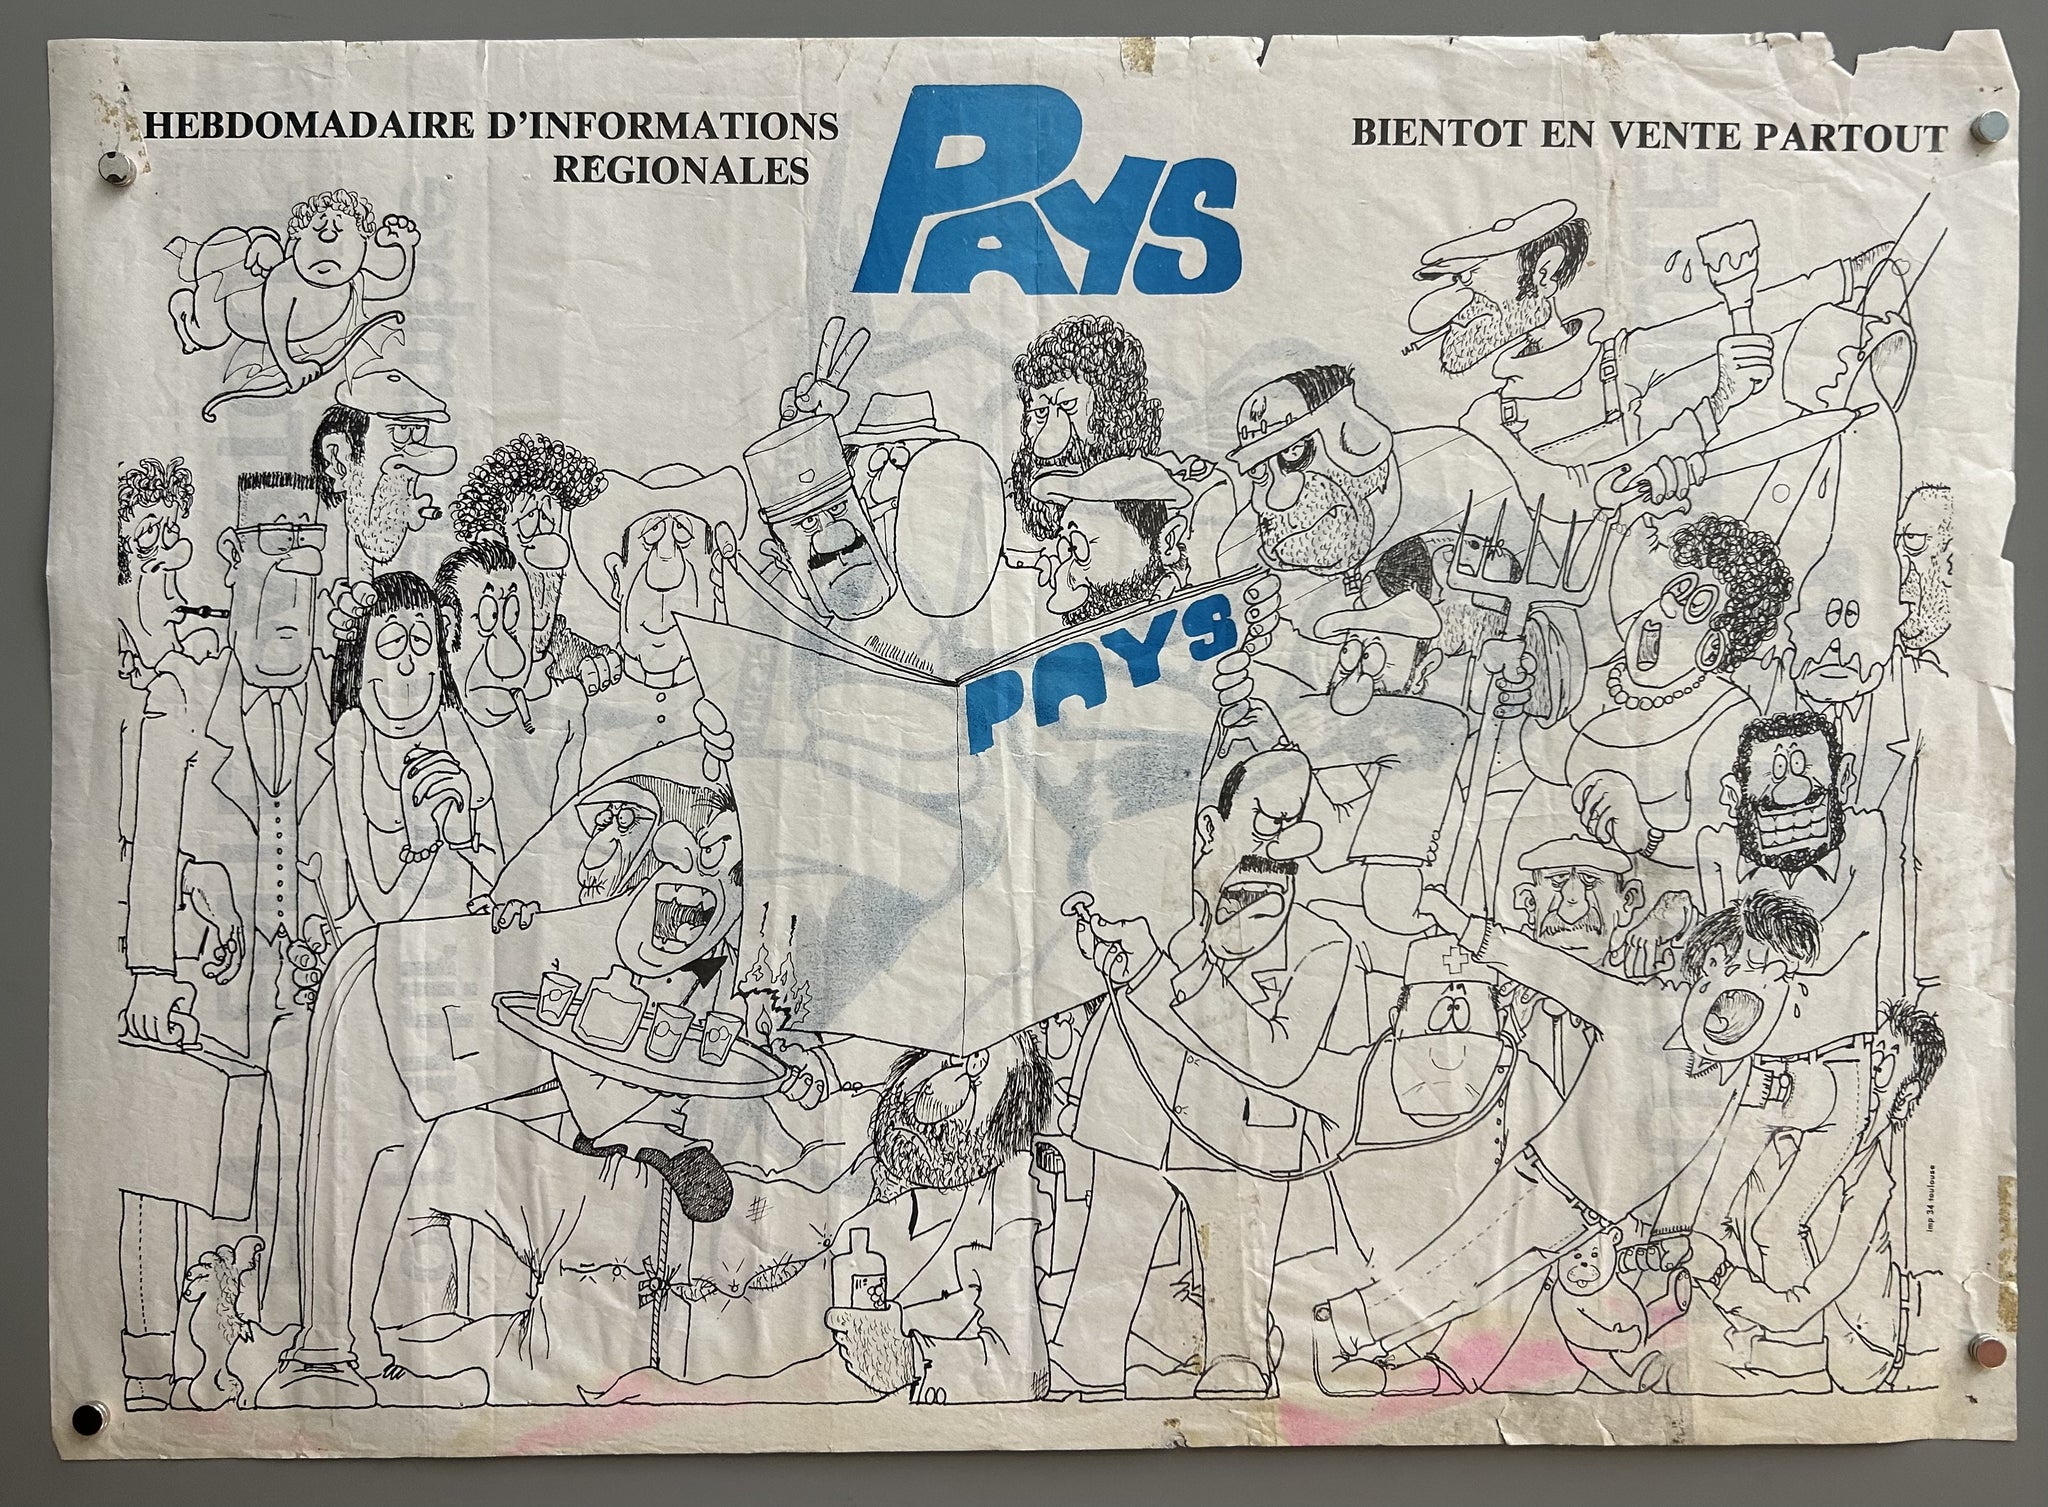 HEBDOMADAIRE D'INFORMATIONS
REGIONALES
PAYS
BIENTOT EN VENTE PARTOUT
PAYS
imp 34 toulouse